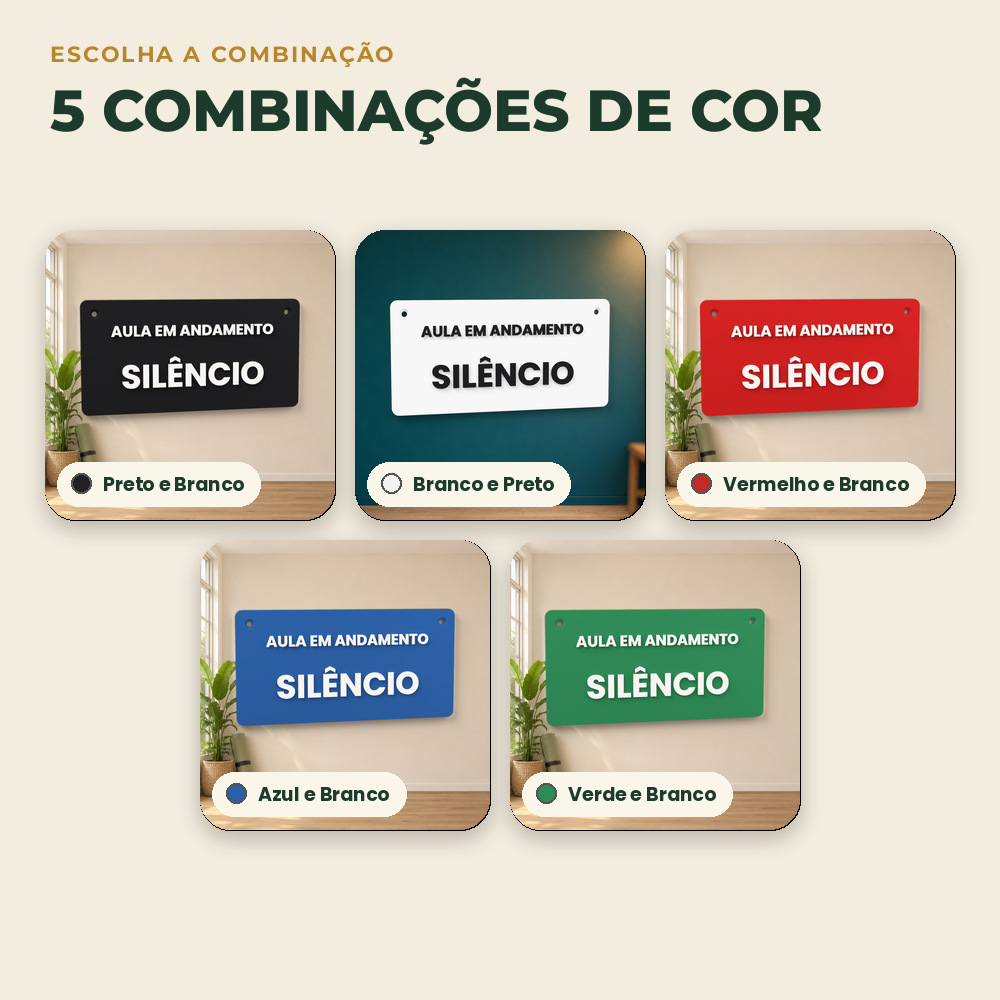 ESCOLHA A COMBINAÇÃO
5 COMBINAÇÕES DE COR
AULA EM ANDAMENTO
SILÊNCIO
Preto e Branco
AULA EM ANDAMENTO
SILÊNCIO
Branco e Preto
AULA EM ANDAMENTO
SILÊNCIO
Vermelho e Branco
AULA EM ANDAMENTO
SILÊNCIO
Azul e Branco
AULA EM ANDAMENTO
SILÊNCIO
Verde e Branco